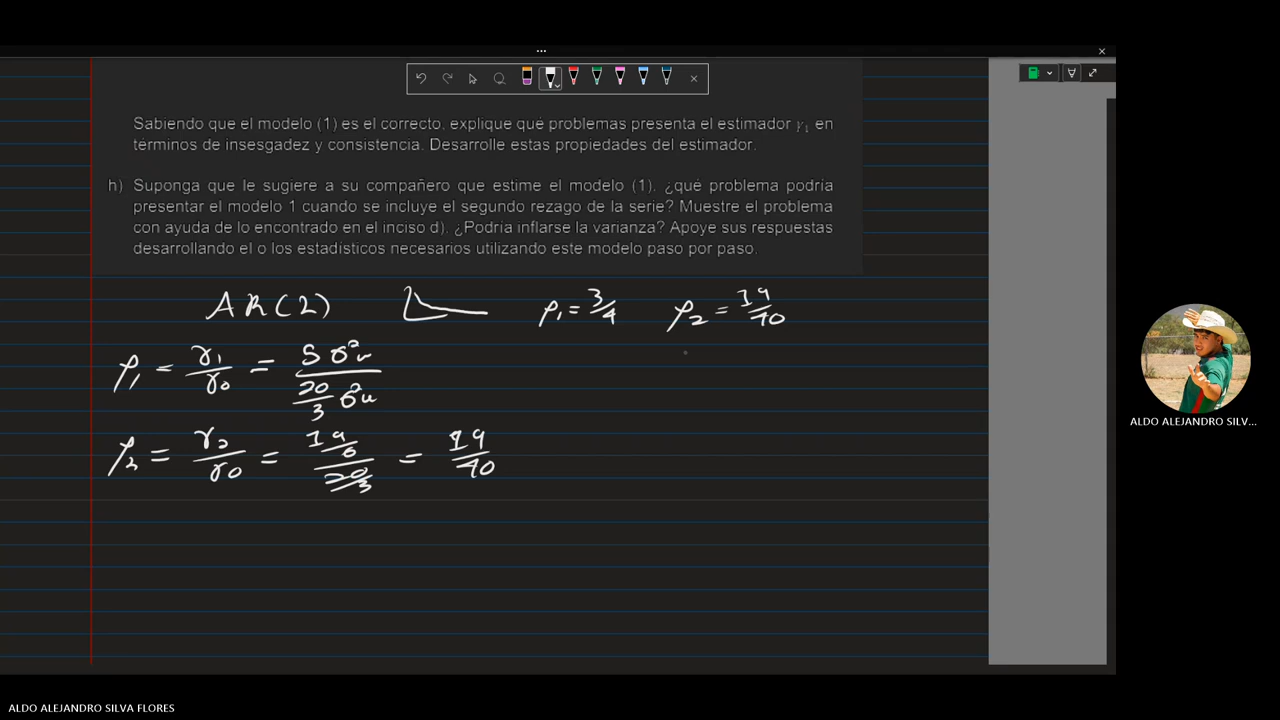 Sabiendo que el modelo (1) es el correcto, explique qué problemas presenta el estimador γ₁ en
términos de insesgadez y consistencia. Desarrolle estas propiedades del estimador.
h) Suponga que le sugiere a su compañero que estime el modelo (1). ¿qué problema podría
presentar el modelo 1 cuando se incluye el segundo rezago de la serie? Muestre el problema
con ayuda de lo encontrado en el inciso d). ¿Podría inflarse la varianza? Apoye sus respuestas
desarrollando el o los estadísticos necesarios utilizando este modelo paso por paso.
AR(2) ρ₁ = 3/4 ρ₂ = 19/40
ρ₁ = γ₁/γ₀ = 5σ²u / (20/3 σ²u)
ρ₂ = γ₂/γ₀ = (19/6)/(20/3) = 19/40
ALDO ALEJANDRO SILV...
ALDO ALEJANDRO SILVA FLORES